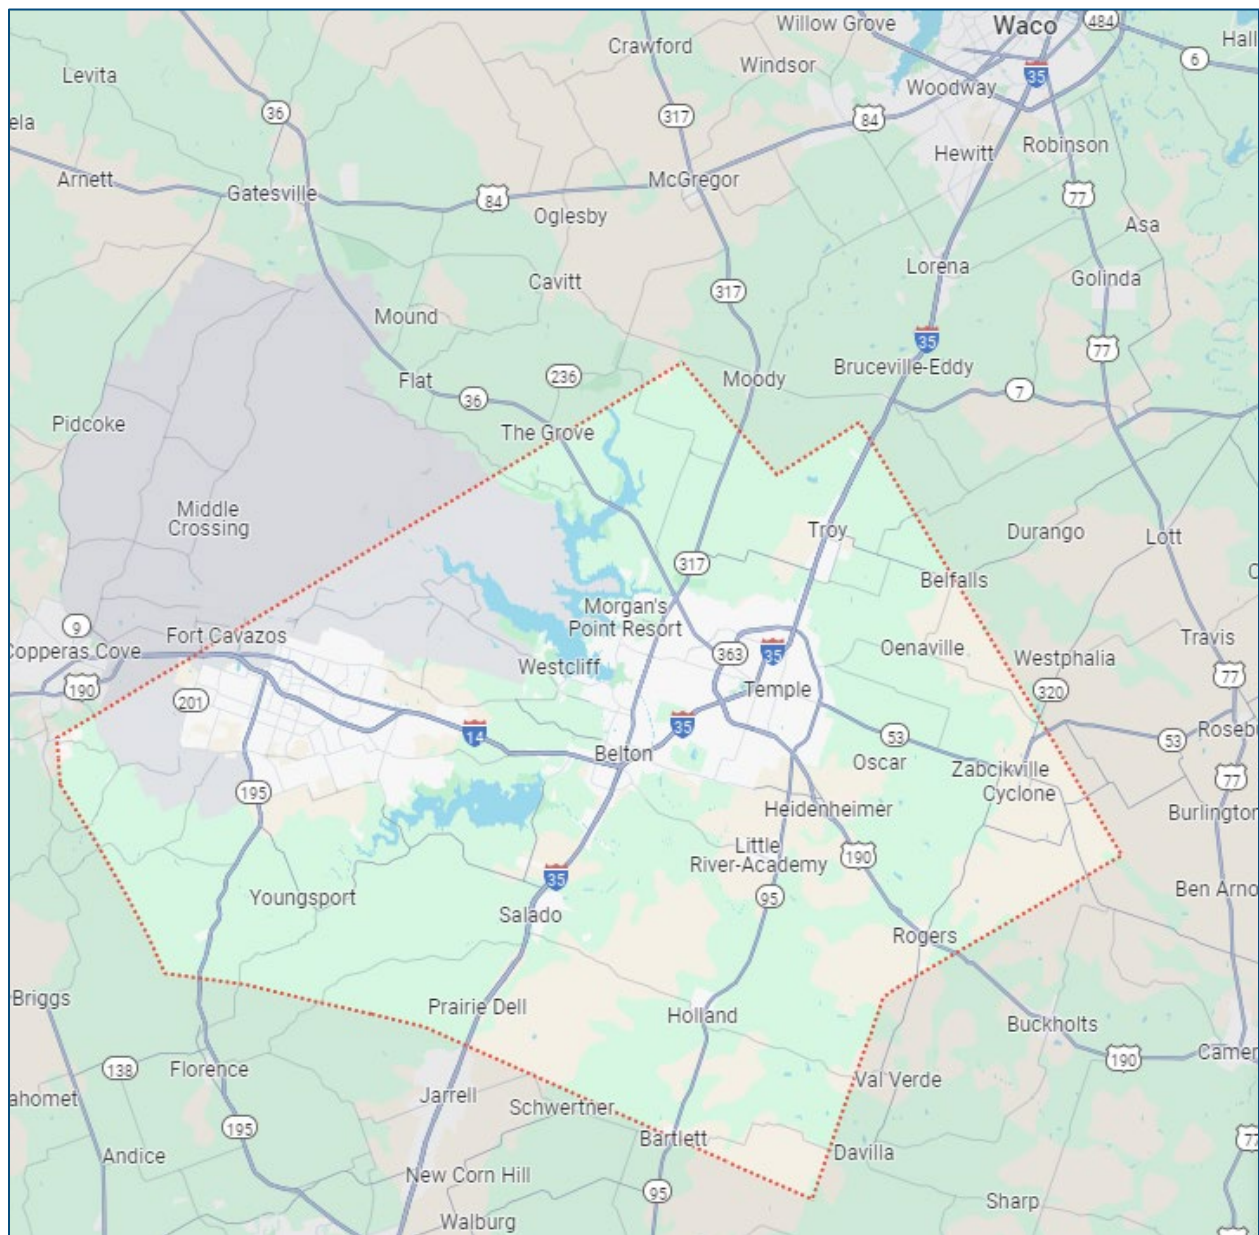 Willow Grove
Waco
484
Crawford
Hall
6
Windsor
Levita
35
Woodway
36
317
84
ela
Robinson
Hewitt
Arnett
McGregor
Gatesville
84
77
Oglesby
Asa
Lorena
Cavitt
Golinda
317
Mound
35
77
Bruceville-Eddy
236
Moody
Flat
36
7
Pidcoke
The Grove
Middle
Crossing
Troy
Durango
Lott
317
Belfalls
Morgan's
Point Resort
9
Fort Cavazos
Travis
Copperas Cove
Oenaville
363
35
Westphalia
Westcliff
77
190
Temple
320
201
35
Rosebu
14
53
53
Belton
Oscar
Zabcikville
77
Cyclone
195
Heidenheimer
Burlington
Little
River-Academy
190
35
Ben Arno
Youngsport
95
Salado
Rogers
Briggs
Prairie Dell
Holland
Buckholts
Camer
190
138
Florence
Val Verde
ahomet
Jarrell
Schwertner
195
Bartlett
77
Andice
Davilla
New Corn Hill
95
Sharp
Walburg